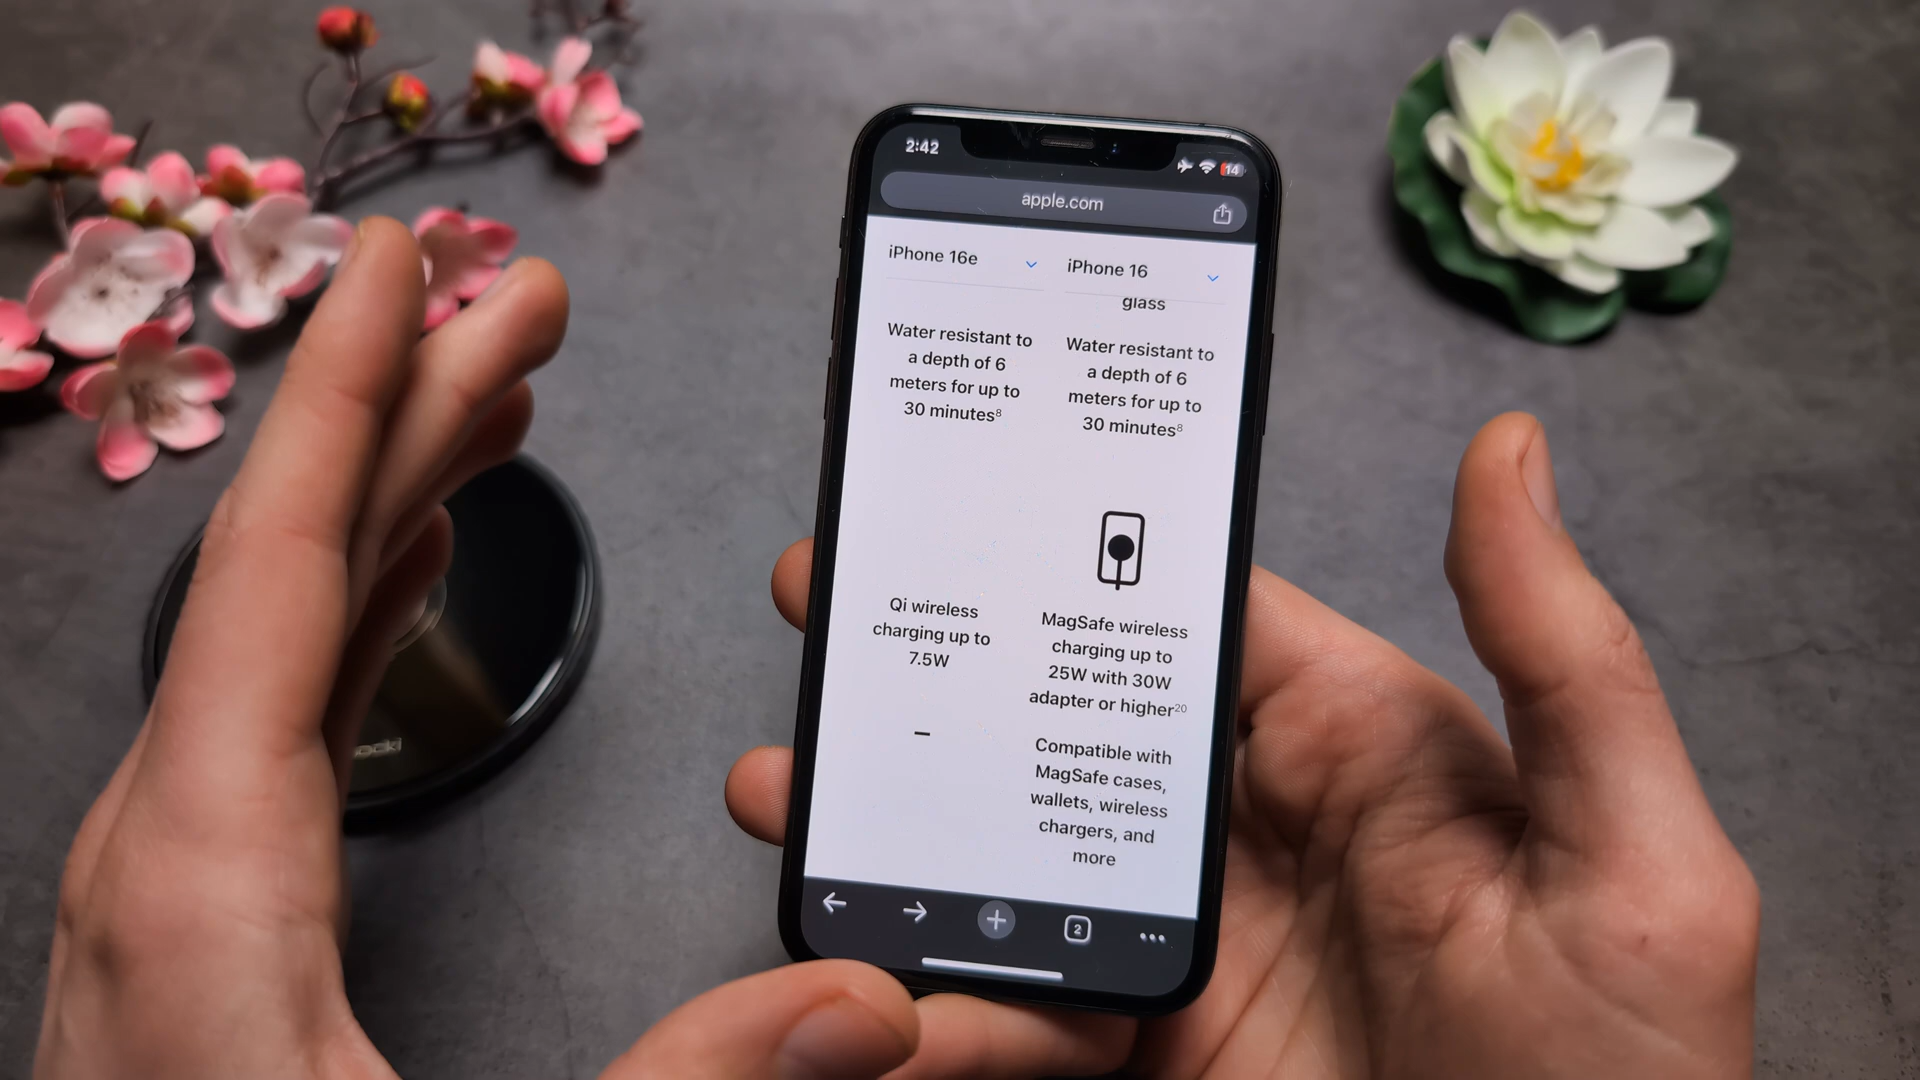 2:42
14
apple.com
iPhone 16e
iPhone 16
glass
Water resistant to
a depth of 6
meters for up to
30 minutes8
Water resistant to
a depth of 6
meters for up to
30 minutes8
Qi wireless
charging up to
7.5W
–
MagSafe wireless
charging up to
25W with 30W
adapter or higher20
Compatible with
MagSafe cases,
wallets, wireless
chargers, and
more
2